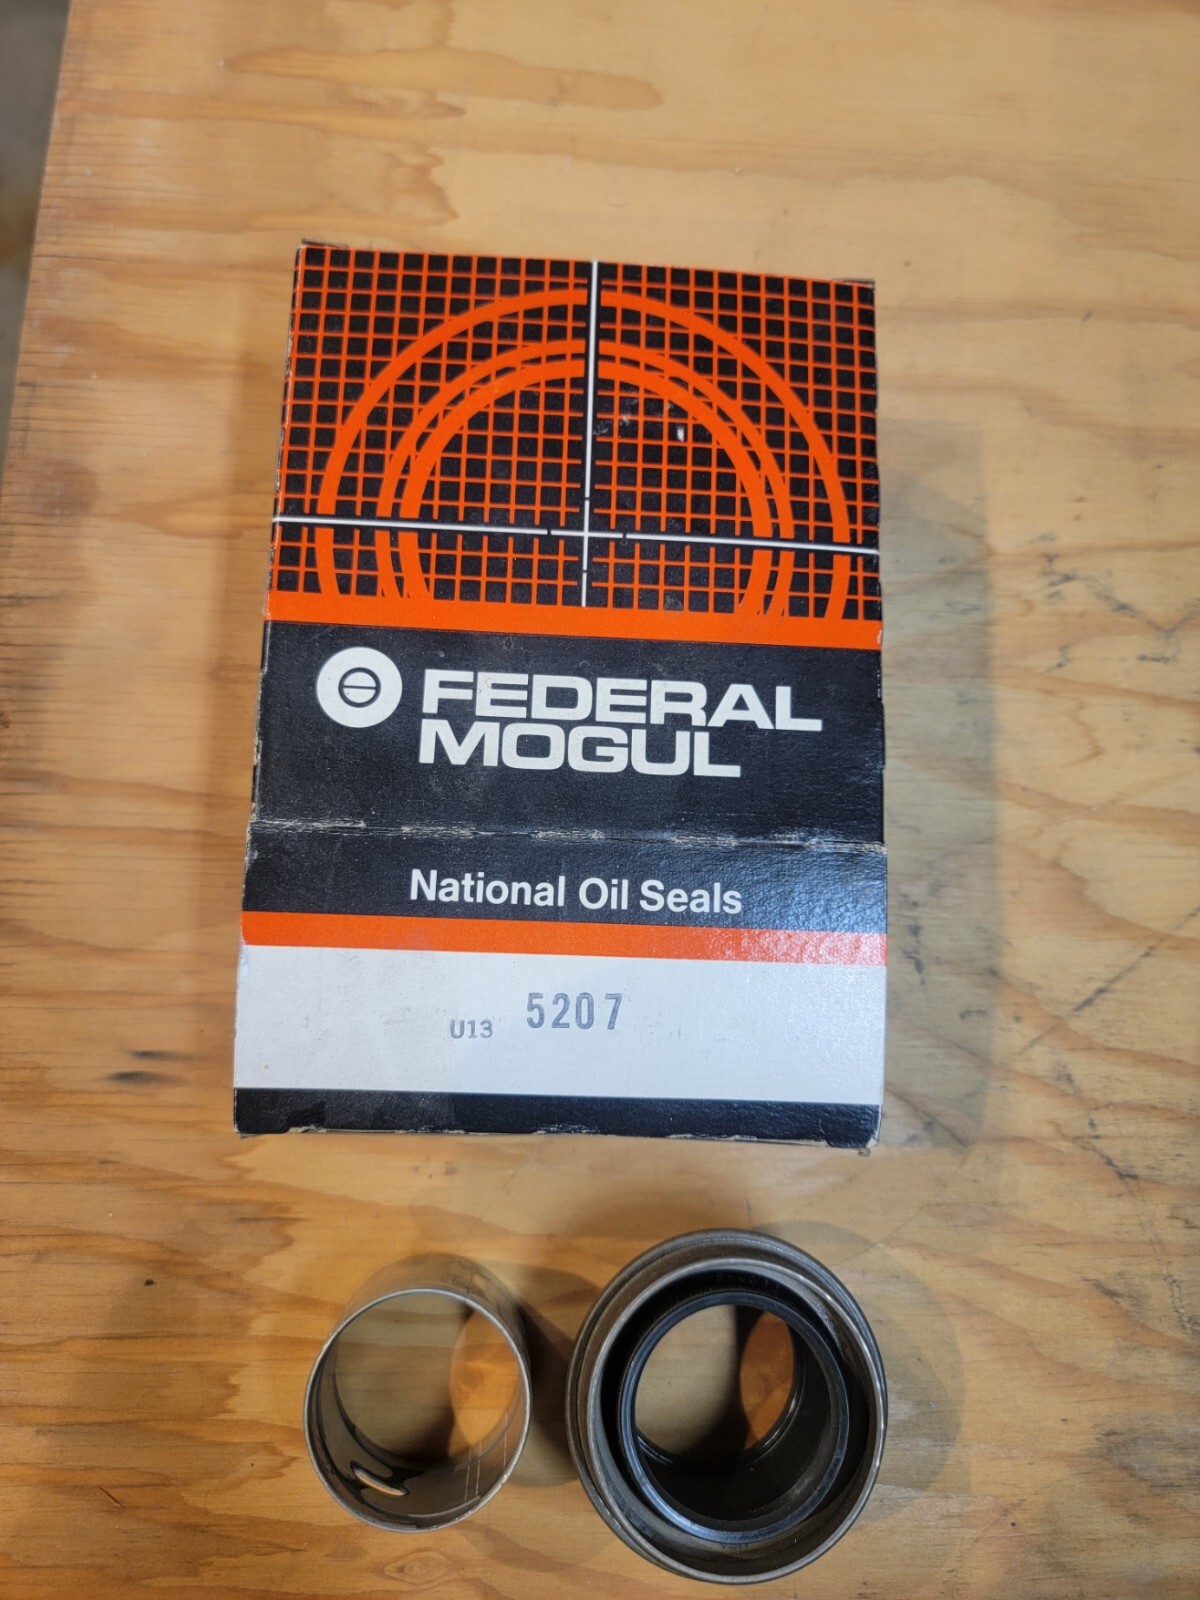 FEDERAL
MOGUL
National Oil Seals
U13 5207